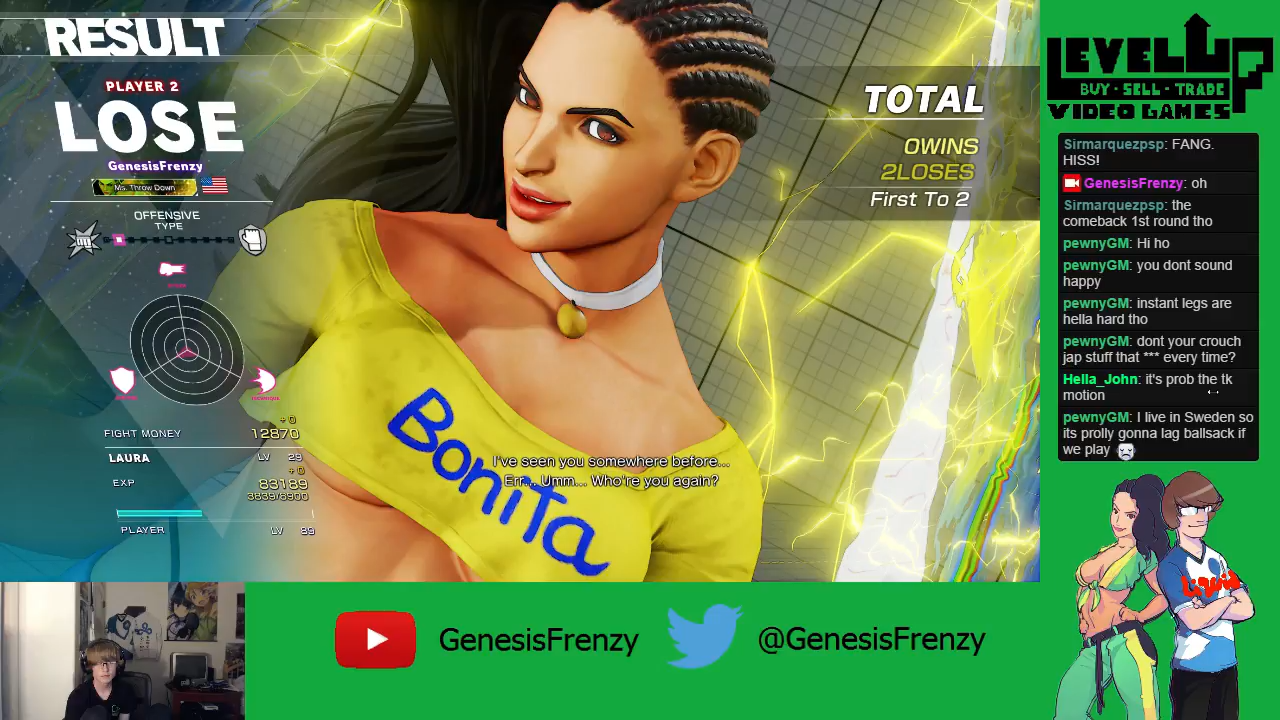 RESULT
PLAYER 2
LOSE
GenesisFrenzy
Ms. Throw Down
OFFENSIVE
TYPE
+0
FIGHT MONEY 12870
LAURA LV 29
+0
EXP 83189
3839/6900
PLAYER LV 39
TOTAL
0WINS
2LOSES
First To 2
Bonita
I've seen you somewhere before...
Err... Umm... Who're you again?
LEVEL UP
BUY · SELL · TRADE
VIDEO GAMES
Sirmarquezpsp: FANG.
HISS!
GenesisFrenzy: oh
Sirmarquezpsp: the
comeback 1st round tho
pewnyGM: Hi ho
pewnyGM: you dont sound
happy
pewnyGM: instant legs are
hella hard tho
pewnyGM: dont your crouch
jap stuff that *** every time?
Hella_John: it's prob the tk
motion
pewnyGM: I live in Sweden so
its prolly gonna lag ballsack if
we play
Liquid
GenesisFrenzy
@GenesisFrenzy